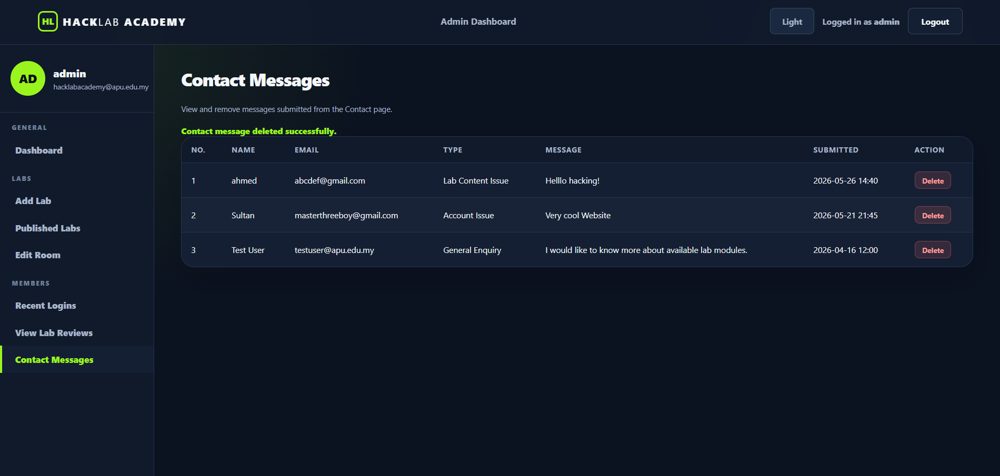 HL HACKLAB ACADEMY
Admin Dashboard
Light
Logged in as admin
Logout
AD
admin
hacklabacademy@apu.edu.my
GENERAL
Dashboard
LABS
Add Lab
Published Labs
Edit Room
MEMBERS
Recent Logins
View Lab Reviews
Contact Messages
Contact Messages
View and remove messages submitted from the Contact page.
Contact message deleted successfully.
NO. NAME EMAIL TYPE MESSAGE SUBMITTED ACTION
1 ahmed abcdef@gmail.com Lab Content Issue Helllo hacking! 2026-05-26 14:40 Delete
2 Sultan masterthreeboy@gmail.com Account Issue Very cool Website 2026-05-21 21:45 Delete
3 Test User testuser@apu.edu.my General Enquiry I would like to know more about available lab modules. 2026-04-16 12:00 Delete